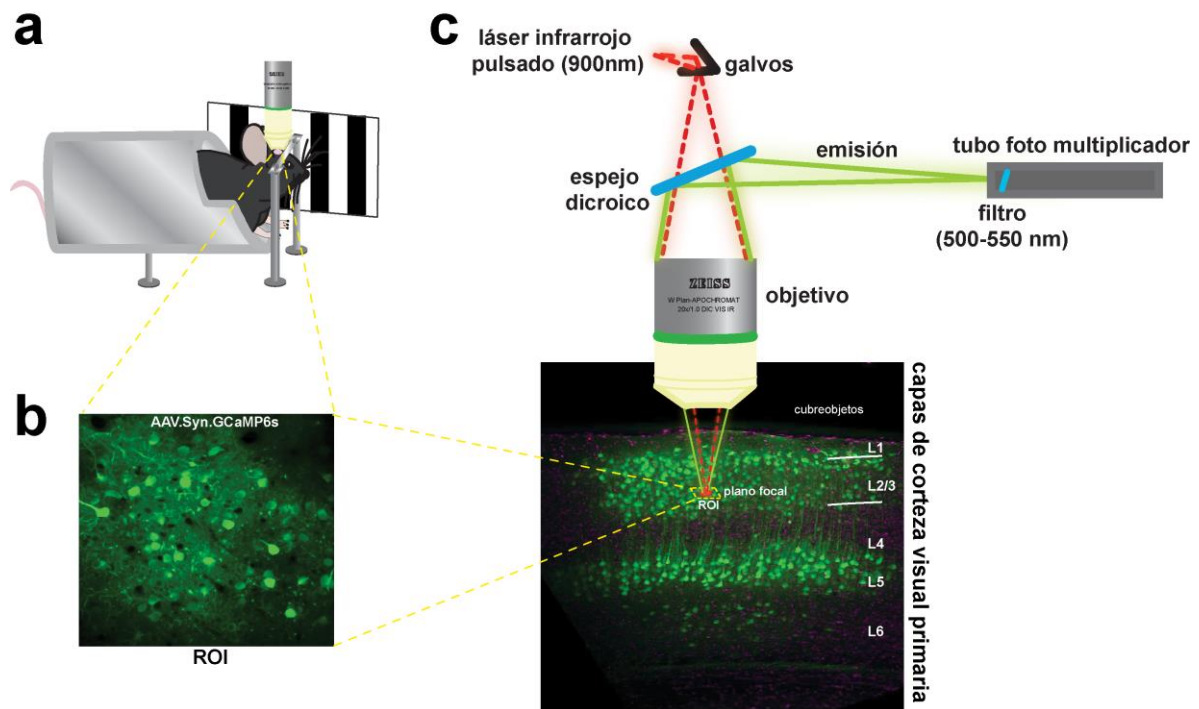 a
ZEISS
b
AAV.Syn.GCaMP6s
ROI
c
láser infrarrojo
pulsado (900nm)
galvos
espejo
dicroico
emisión
tubo foto multiplicador
filtro
(500-550 nm)
ZEISS
W Plan-APOCHROMAT
20x/1.0 DIC VIS IR
objetivo
cubreobjetos
L1
L2/3
plano focal
ROI
L4
L5
L6
capas de corteza visual primaria